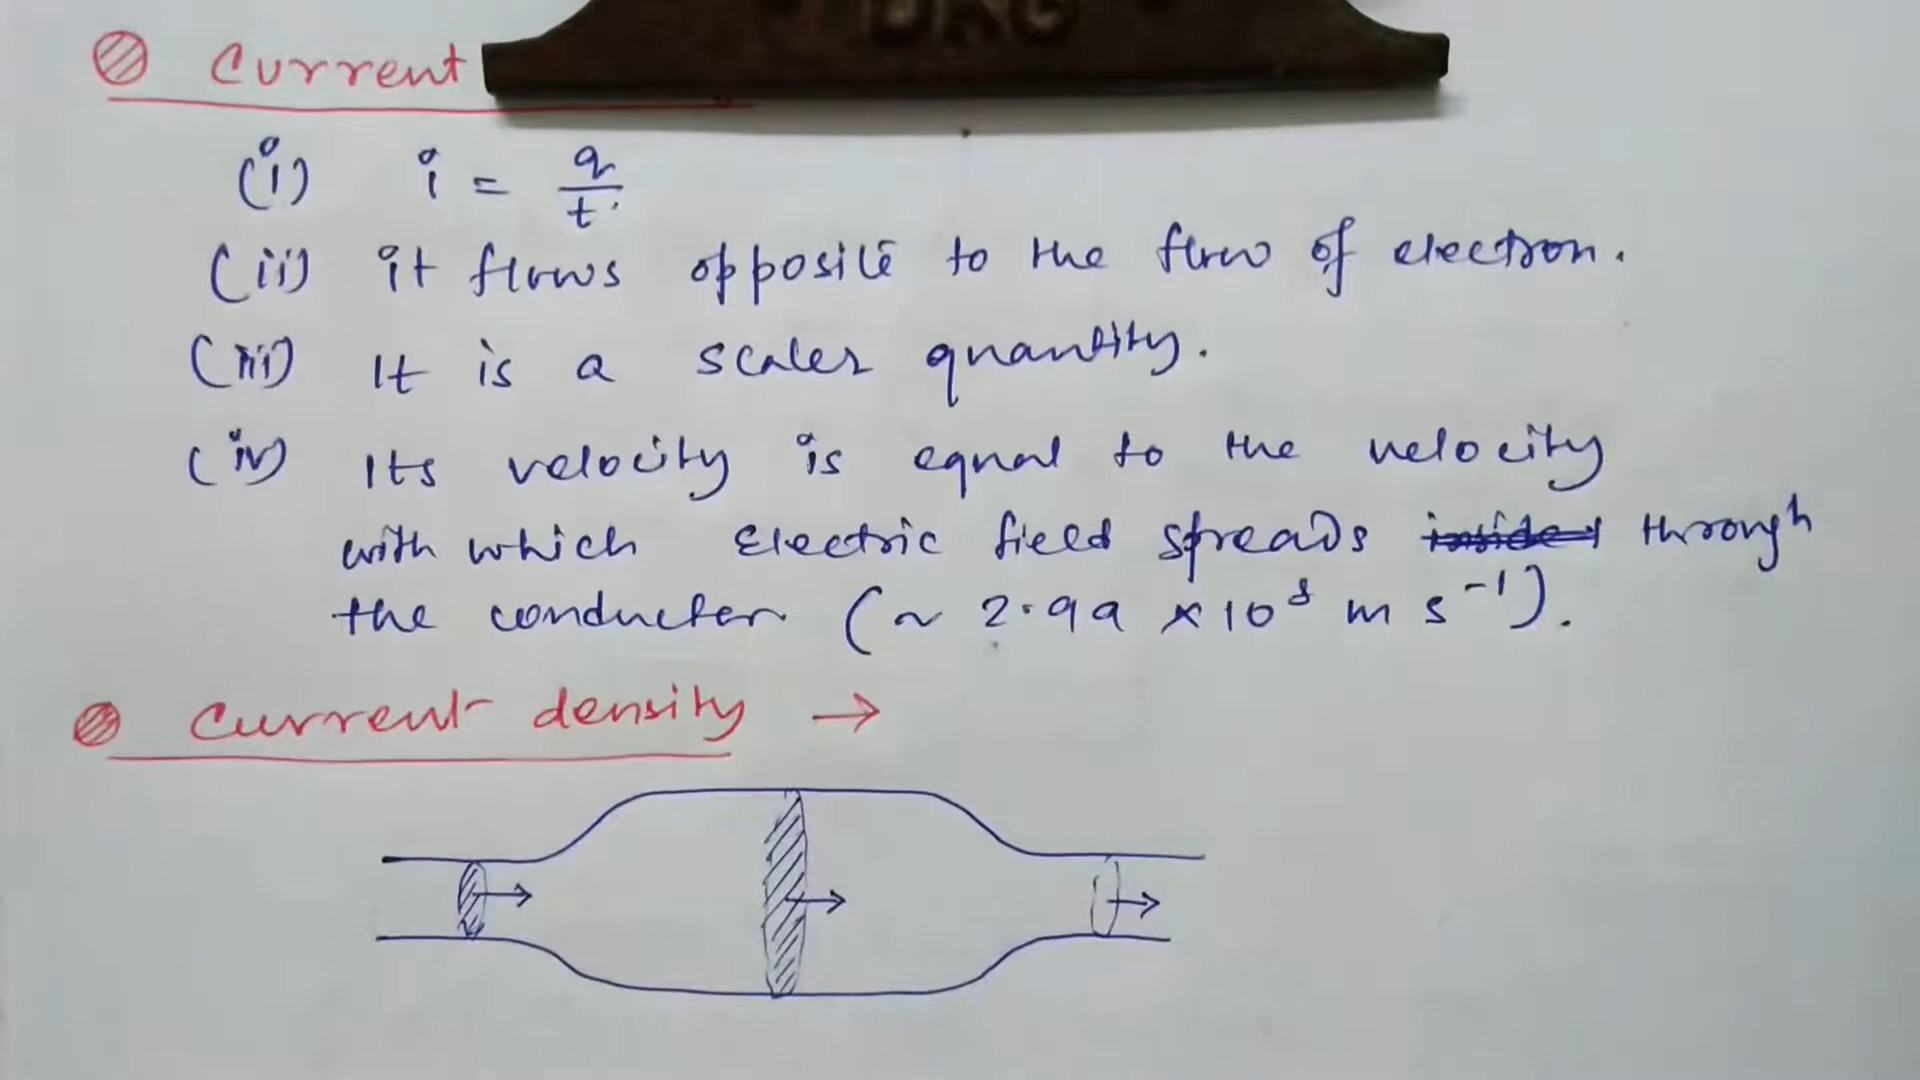 Current
(i) i = q/t
(ii) it flows opposite to the flow of electron.
(iii) It is a scaler quantity.
(iv) Its velocity is equal to the velocity
with which Electric field spreads inside through
the conductor (~ 2.99 × 10⁸ m s⁻¹).
Current density →